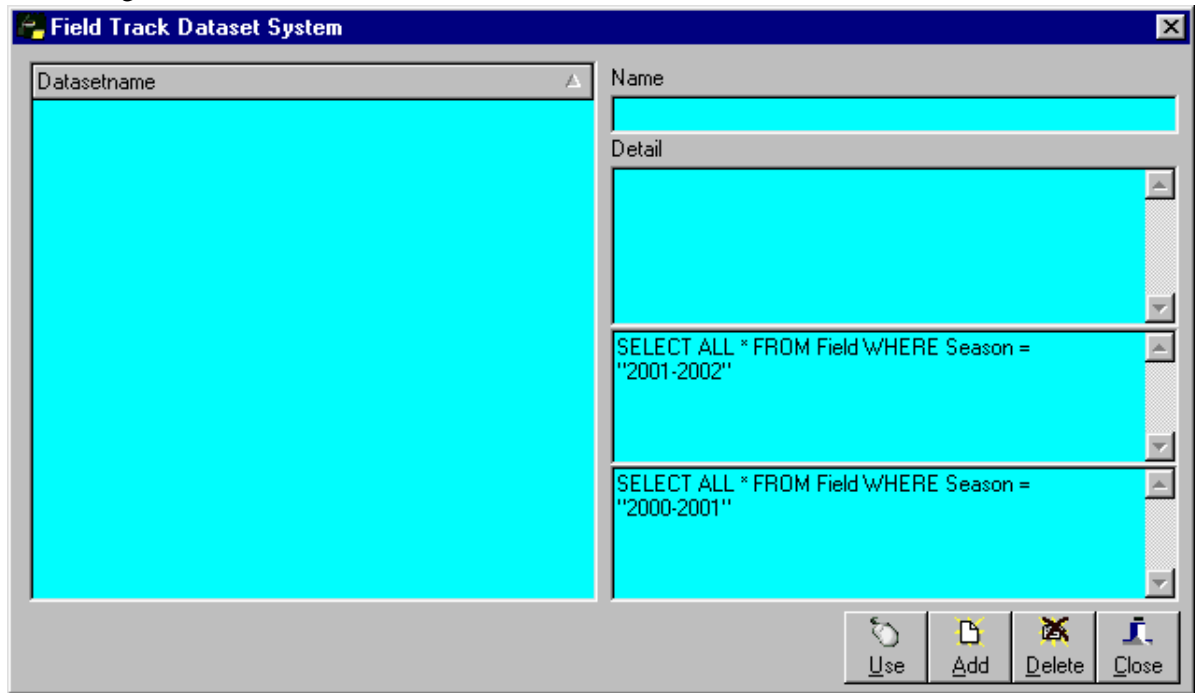 Field Track Dataset System
Datasetname
Name
Detail
SELECT ALL * FROM Field WHERE Season =
"2001-2002"
SELECT ALL * FROM Field WHERE Season =
"2000-2001"
Use
Add
Delete
Close